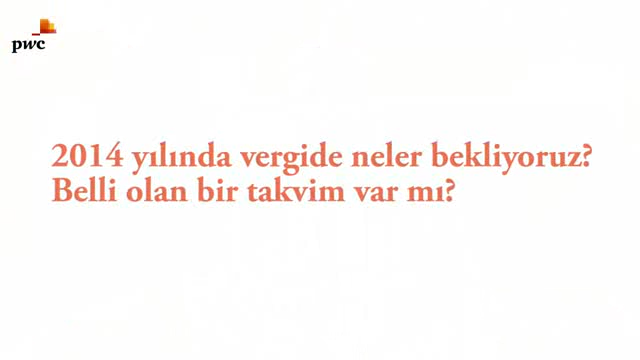 pwc
2014 yılında vergide neler bekliyoruz?
Belli olan bir takvim var mı?